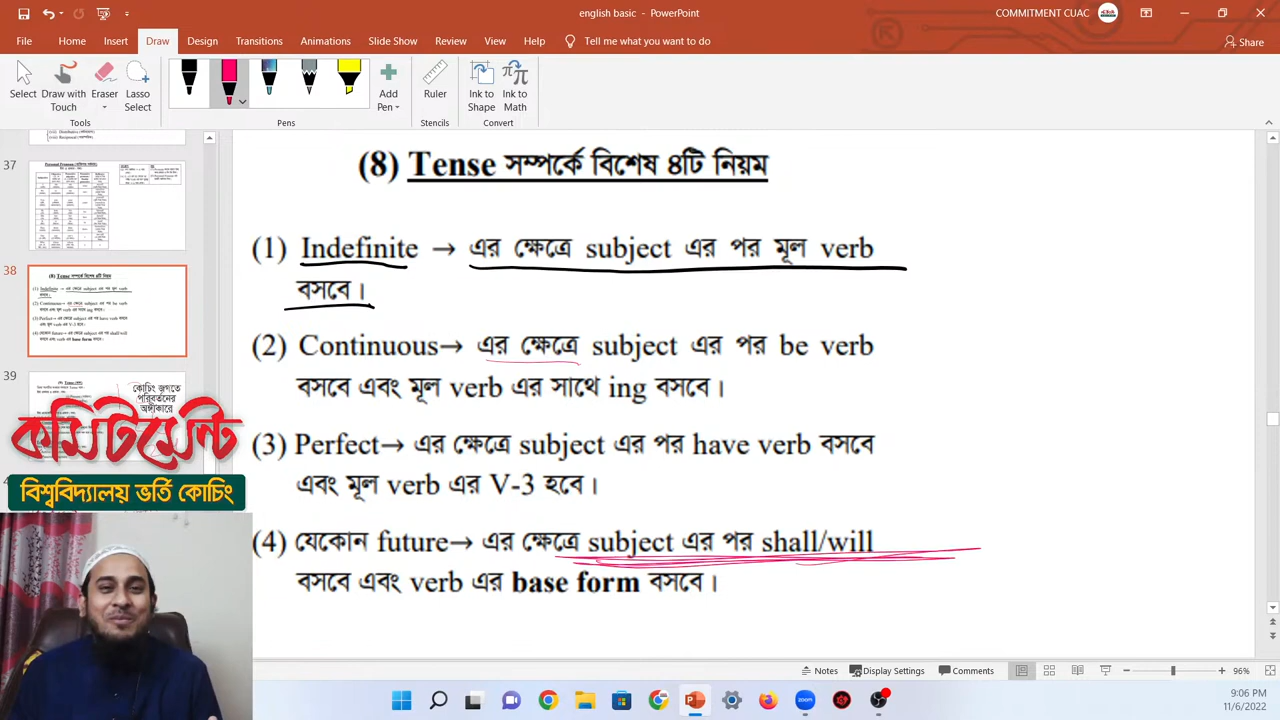 english basic - PowerPoint
COMMITMENT CUAC
File Home Insert Draw Design Transitions Animations Slide Show Review View Help Tell me what you want to do
Share
Select
Draw with Touch
Eraser
Lasso Select
Add Pen
Ruler
Ink to Shape
Ink to Math
Tools
Pens
Stencils
Convert
37
38
39
(8) Tense সম্পর্কে বিশেষ ৪টি নিয়ম
(1) Indefinite → এর ক্ষেত্রে subject এর পর মূল verb
বসবে।
(2) Continuous→ এর ক্ষেত্রে subject এর পর be verb
বসবে এবং মূল verb এর সাথে ing বসবে।
(3) Perfect→ এর ক্ষেত্রে subject এর পর have verb বসবে
এবং মূল verb এর V-3 হবে।
(4) যেকোন future→ এর ক্ষেত্রে subject এর পর shall/will
বসবে এবং verb এর base form বসবে।
কোচিং জগতে
পরিবর্তনের
অঙ্গীকারে
কমিটমেন্ট
বিশ্ববিদ্যালয় ভর্তি কোচিং
Notes Display Settings Comments 96%
9:06 PM
11/6/2022